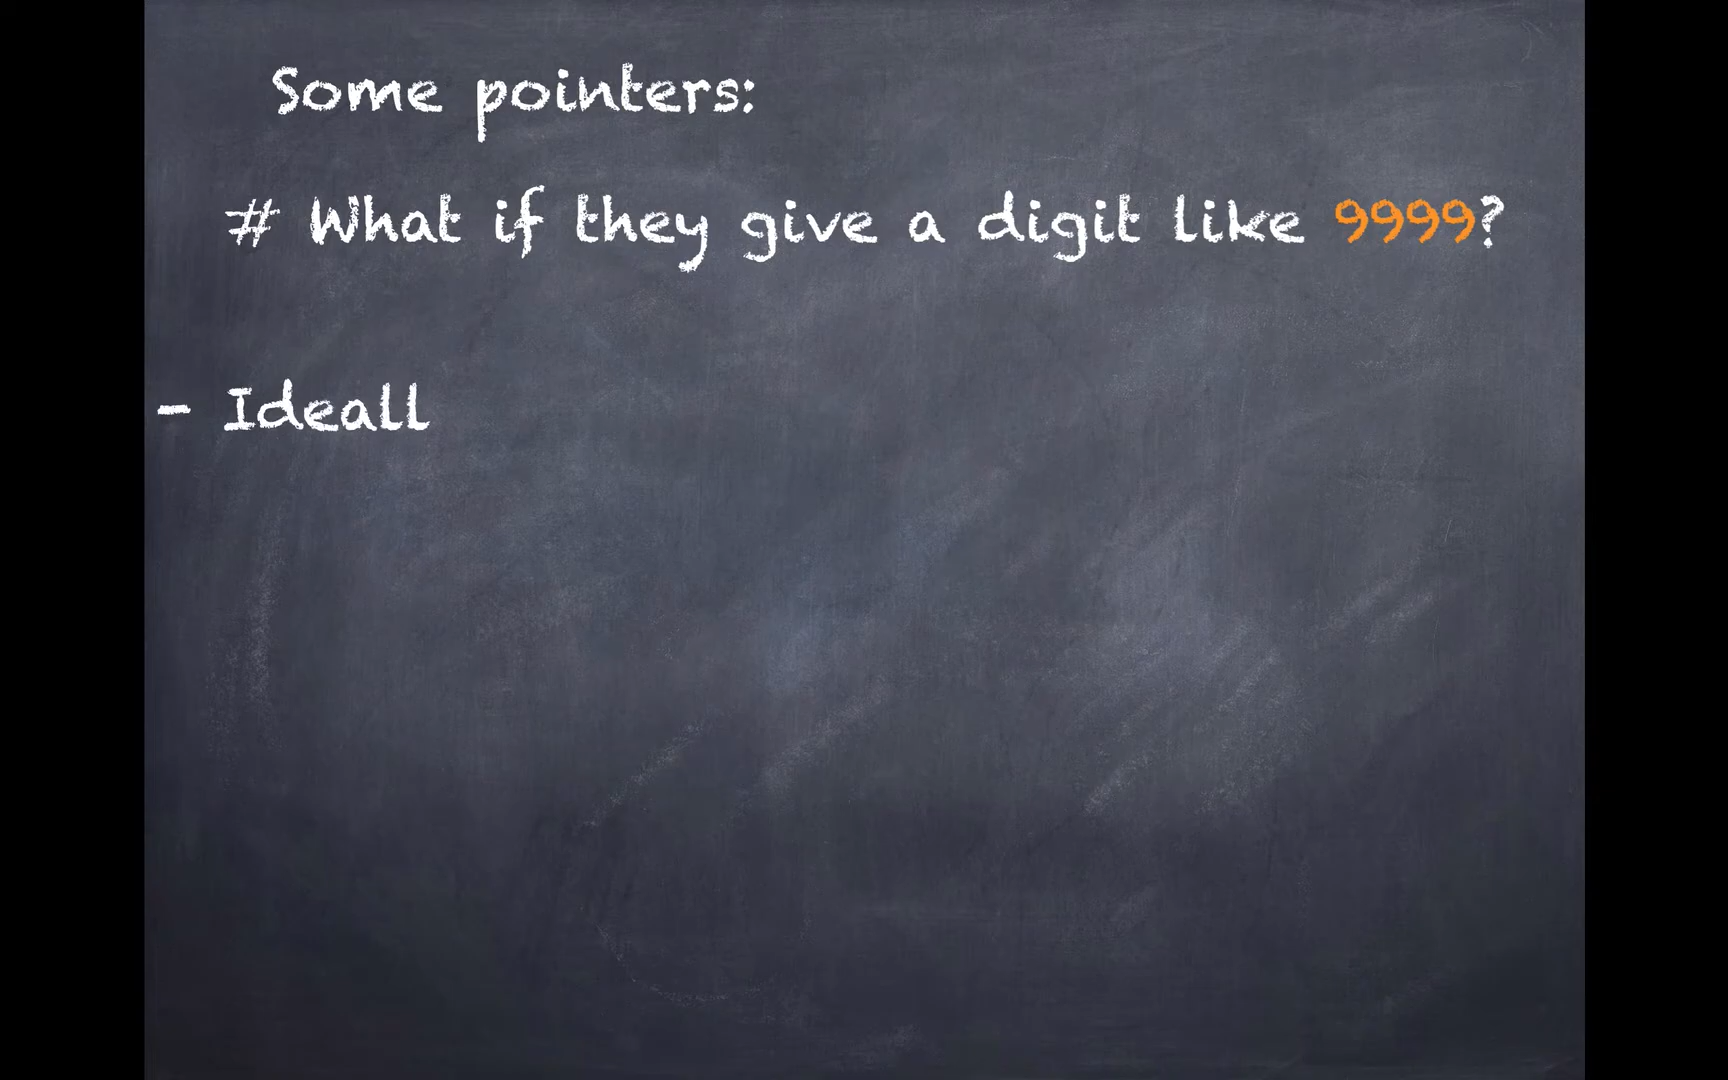 Some pointers:
# What if they give a digit like 9999?
- Ideall